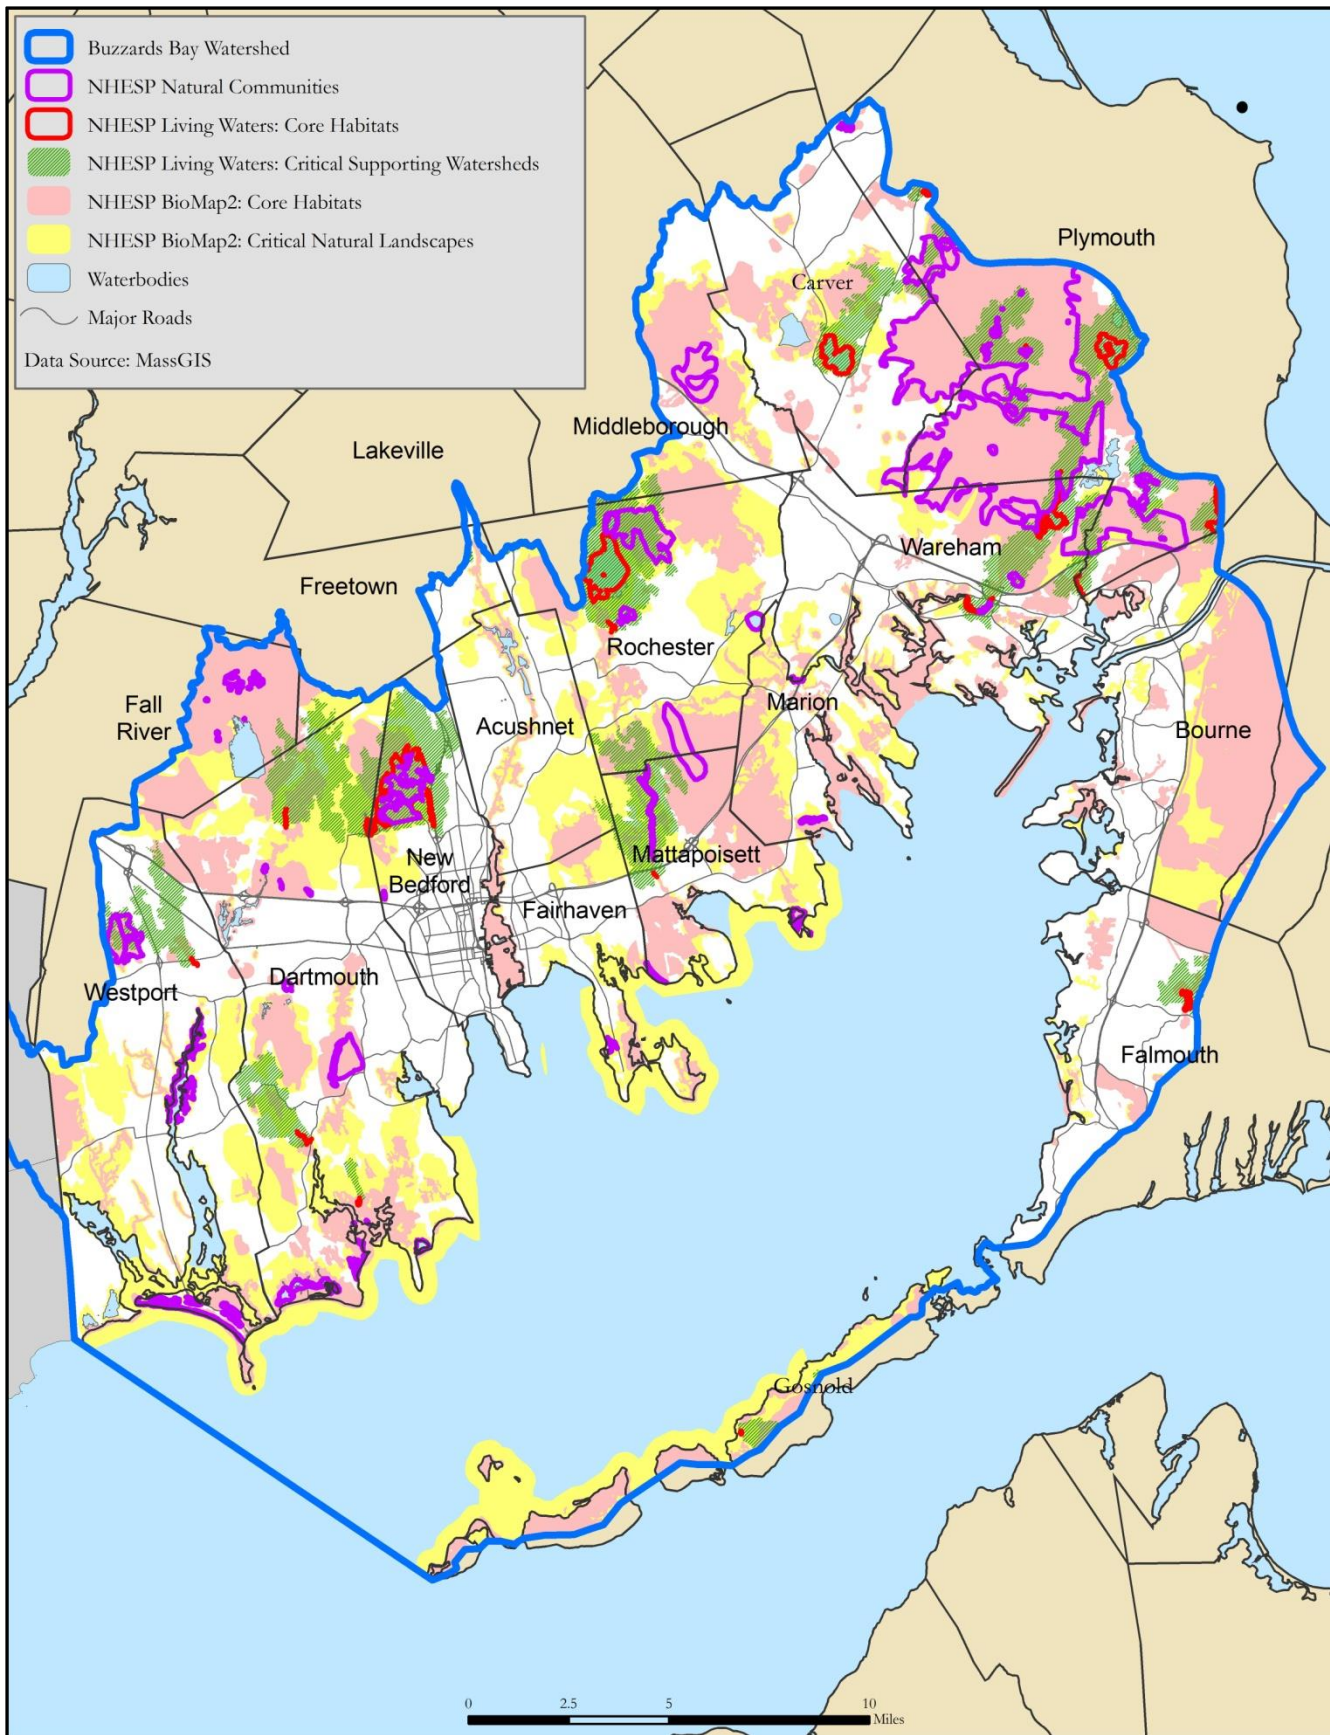 Buzzards Bay Watershed
NHESP Natural Communities
NHESP Living Waters: Core Habitats
NHESP Living Waters: Critical Supporting Watersheds
NHESP BioMap2: Core Habitats
NHESP BioMap2: Critical Natural Landscapes
Waterbodies
Major Roads
Data Source: MassGIS
Plymouth
Carver
Middleborough
Lakeville
Wareham
Freetown
Rochester
Fall
River
Marion
Acushnet
Bourne
Mattapoisett
New
Bedford
Fairhaven
Dartmouth
Westport
Falmouth
Gosnold
0 2.5 5 10
Miles